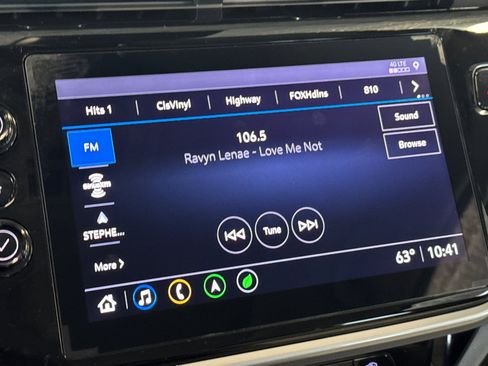 4G LTE
Hits 1 ClsVinyl Highway FOXHdlns 810
FM 106.5 Sound
Ravyn Lenae - Love Me Not Browse
siriusxm
STEPHE...
Tune
More
63° 10:41